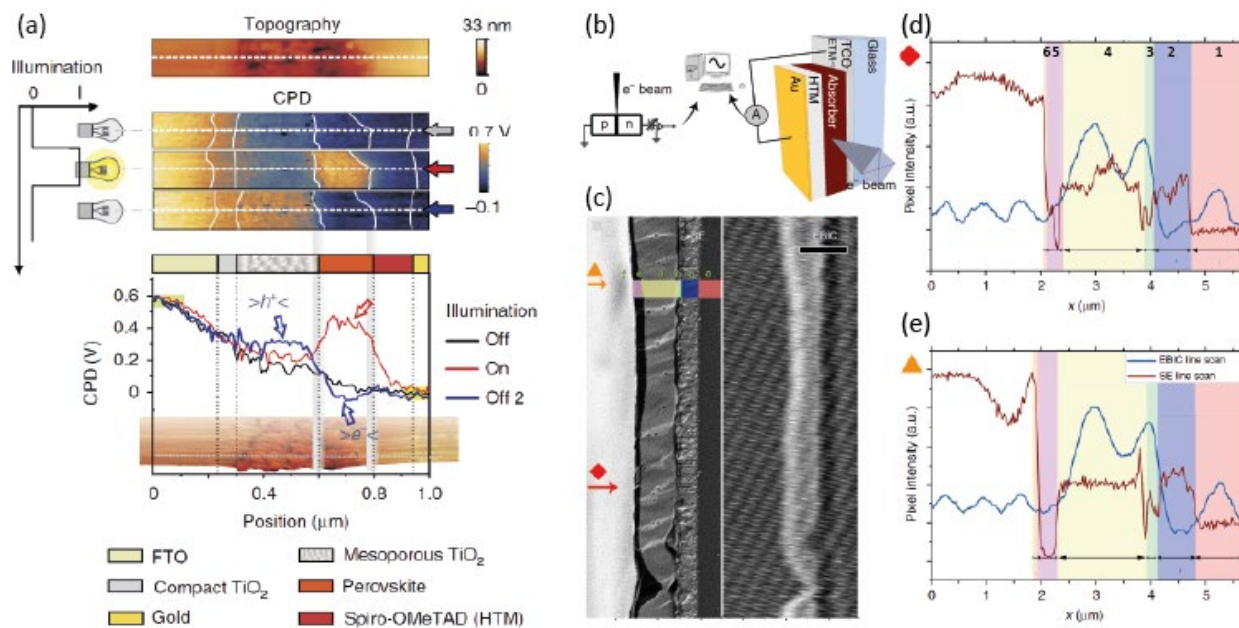 (a)
Topography
33 nm
0
Illumination
0 1
CPD
0.7 V
–0.1
>h⁺<
>e⁻<
CPD (V)
0.6
0.4
0.2
0
0 0.4 0.8 1.0
Position (μm)
Illumination
Off
On
Off 2
FTO
Compact TiO₂
Gold
Mesoporous TiO₂
Perovskite
Spiro-OMeTAD (HTM)
(b)
e⁻ beam
p n
A
Au
HTM
Absorber
ETM
TCO
Glass
e⁻ beam
(c)
SE
EBIC
(d)
Pixel intensity (a.u.)
6 5 4 3 2 1
0 1 2 3 4 5
x (μm)
(e)
Pixel intensity (a.u.)
EBIC line scan
SE line scan
0 1 2 3 4 5
x (μm)